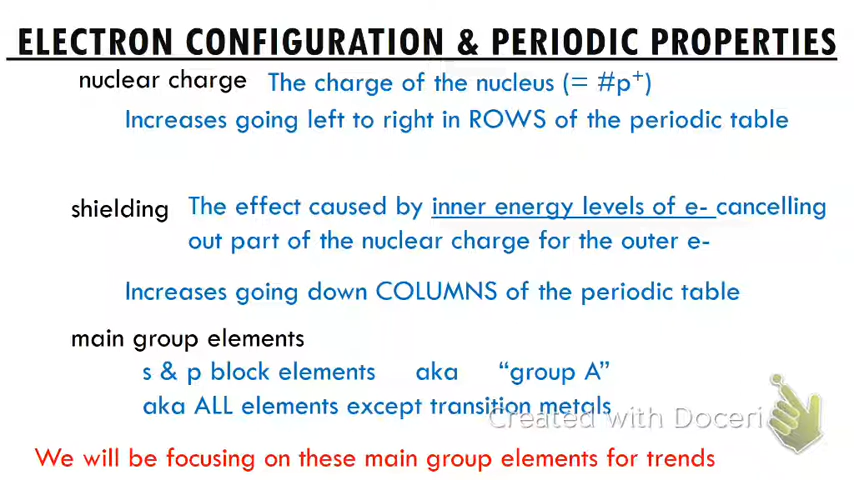 ELECTRON CONFIGURATION & PERIODIC PROPERTIES
nuclear charge The charge of the nucleus (= #p⁺)
Increases going left to right in ROWS of the periodic table
shielding The effect caused by inner energy levels of e- cancelling
out part of the nuclear charge for the outer e-
Increases going down COLUMNS of the periodic table
main group elements
s & p block elements aka “group A”
aka ALL elements except transition metals
Created with Doceri
We will be focusing on these main group elements for trends